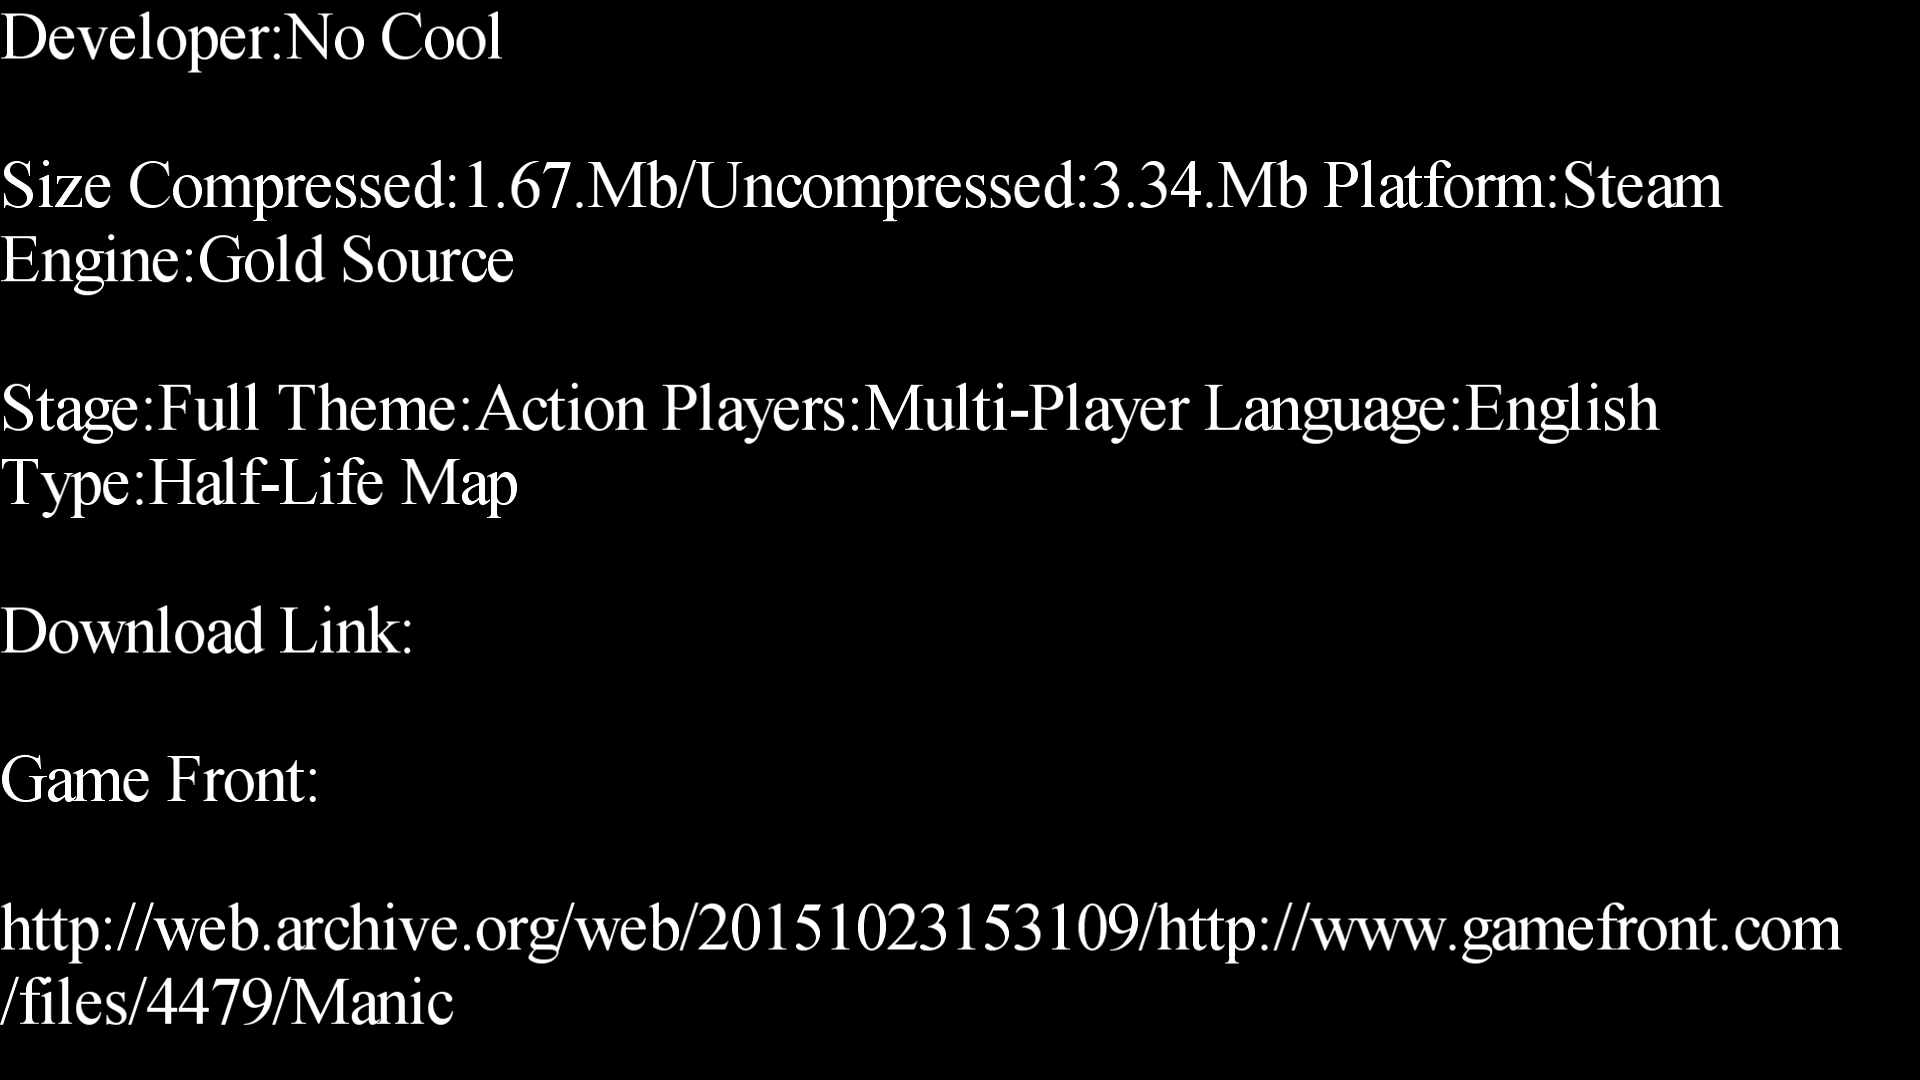 Developer:No Cool
Size Compressed:1.67.Mb/Uncompressed:3.34.Mb Platform:Steam
Engine:Gold Source
Stage:Full Theme:Action Players:Multi-Player Language:English
Type:Half-Life Map
Download Link:
Game Front:
http://web.archive.org/web/20151023153109/http://www.gamefront.com
/files/4479/Manic